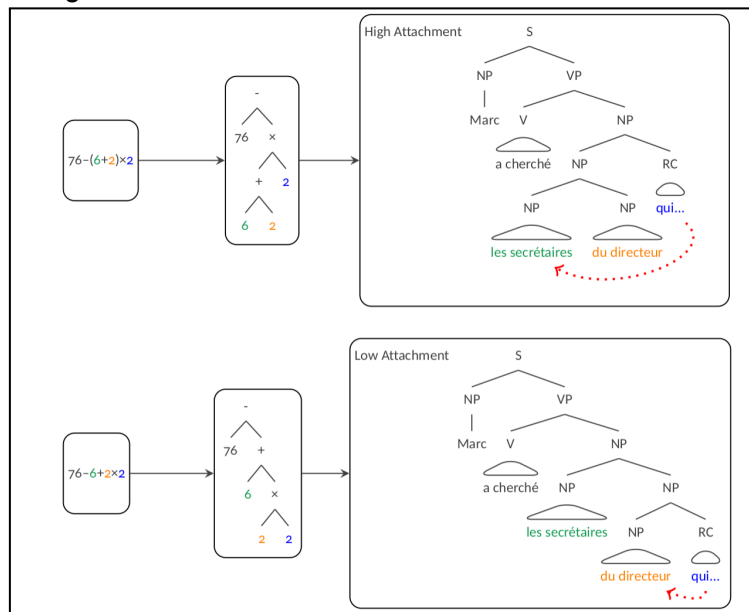 High Attachment
S
NP VP
Marc V NP
a cherché NP RC
NP NP qui...
les secrétaires du directeur
76−(6+2)×2
-
76 ×
+ 2
6 2
Low Attachment
S
NP VP
Marc V NP
a cherché NP NP
les secrétaires NP RC
du directeur qui...
76−6+2×2
-
76 +
6 ×
2 2